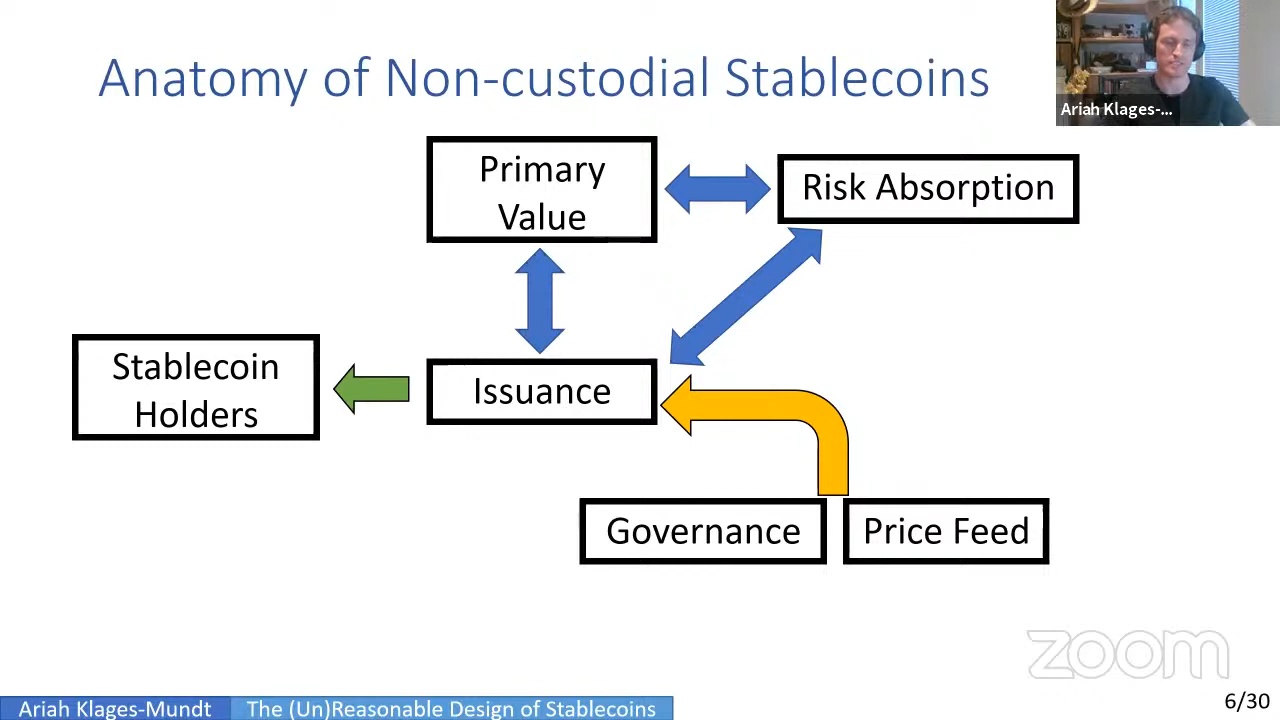 Anatomy of Non-custodial Stablecoins
Ariah Klages-...
Primary
Value
Risk Absorption
Stablecoin
Holders
Issuance
Governance
Price Feed
zoom
Ariah Klages-Mundt
The (Un)Reasonable Design of Stablecoins
6/30